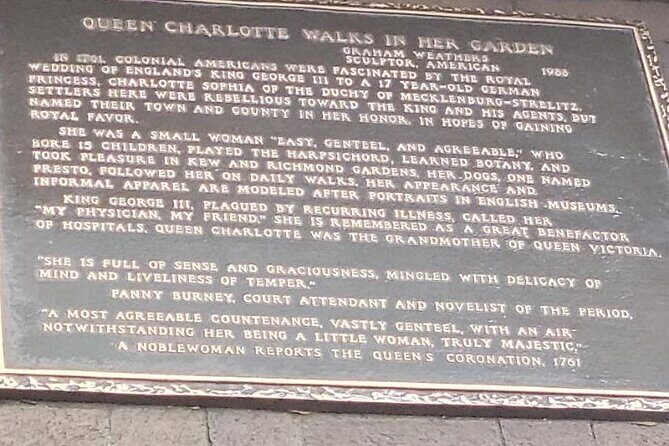 QUEEN CHARLOTTE WALKS IN HER GARDEN
GRAHAM WEATHERS
SCULPTOR, AMERICAN 1988
IN 1761, COLONIAL AMERICANS WERE FASCINATED BY THE ROYAL
WEDDING OF ENGLAND'S KING GEORGE III TO A 17 YEAR-OLD GERMAN
PRINCESS, CHARLOTTE SOPHIA OF THE DUCHY OF MECKLENBURG-STRELITZ.
SETTLERS HERE WERE REBELLIOUS TOWARD THE KING AND HIS AGENTS, BUT
NAMED THEIR TOWN AND COUNTY IN HER HONOR, IN HOPES OF GAINING
ROYAL FAVOR.
SHE WAS A SMALL WOMAN "EASY, GENTEEL, AND AGREEABLE," WHO
BORE 15 CHILDREN, PLAYED THE HARPSICHORD, LEARNED BOTANY, AND
TOOK PLEASURE IN KEW AND RICHMOND GARDENS, HER DOGS, ONE NAMED
PRESTO, FOLLOWED HER ON DAILY WALKS. HER APPEARANCE AND
INFORMAL APPAREL ARE MODELED AFTER PORTRAITS IN ENGLISH MUSEUMS.
KING GEORGE III, PLAGUED BY RECURRING ILLNESS, CALLED HER
"MY PHYSICIAN, MY FRIEND." SHE IS REMEMBERED AS A GREAT BENEFACTOR
OF HOSPITALS. QUEEN CHARLOTTE WAS THE GRANDMOTHER OF QUEEN VICTORIA.
"SHE IS FULL OF SENSE AND GRACIOUSNESS, MINGLED WITH DELICACY OF
MIND AND LIVELINESS OF TEMPER."
FANNY BURNEY, COURT ATTENDANT AND NOVELIST OF THE PERIOD.
"A MOST AGREEABLE COUNTENANCE, VASTLY GENTEEL, WITH AN AIR
NOTWITHSTANDING HER BEING A LITTLE WOMAN, TRULY MAJESTIC."
A NOBLEWOMAN REPORTS THE QUEEN'S CORONATION, 1761